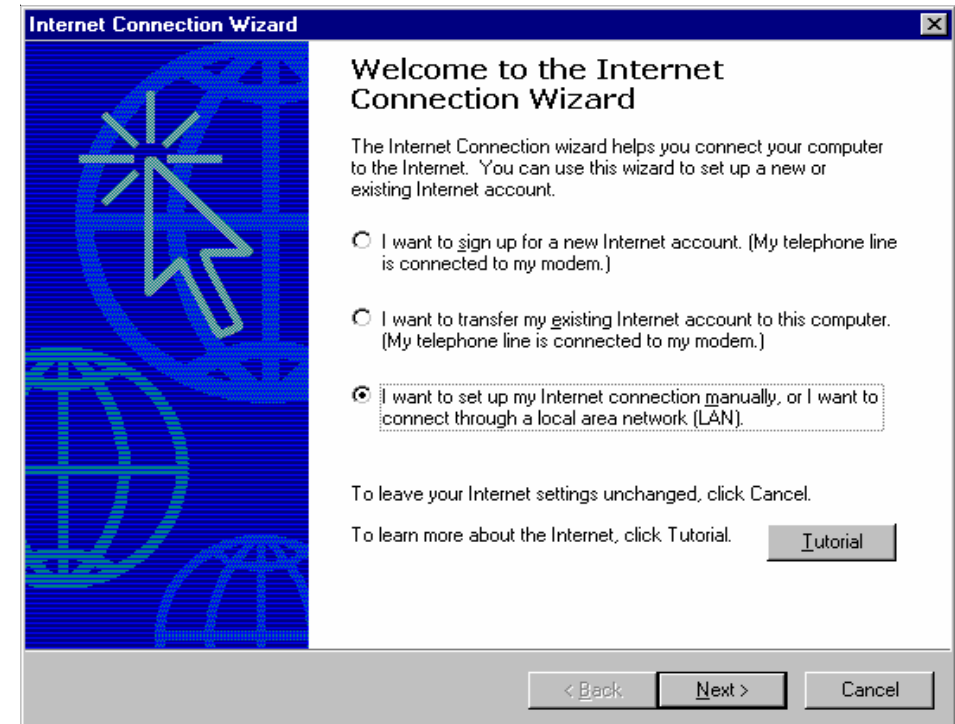 Internet Connection Wizard
Welcome to the Internet
Connection Wizard
The Internet Connection wizard helps you connect your computer
to the Internet.  You can use this wizard to set up a new or
existing Internet account.
I want to sign up for a new Internet account. (My telephone line
is connected to my modem.)
I want to transfer my existing Internet account to this computer.
(My telephone line is connected to my modem.)
I want to set up my Internet connection manually, or I want to
connect through a local area network (LAN).
To leave your Internet settings unchanged, click Cancel.
To learn more about the Internet, click Tutorial.
Tutorial
< Back
Next >
Cancel